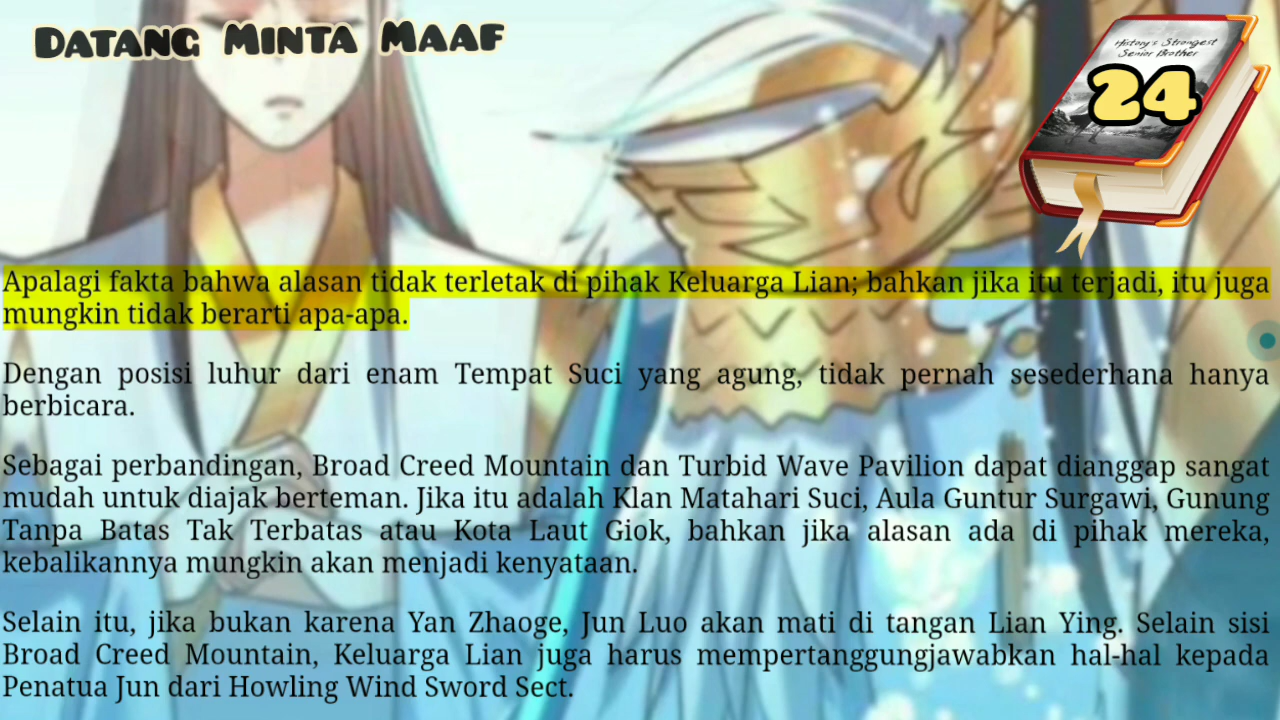 Datang Minta Maaf
History's Strongest
Senior Brother
24
Apalagi fakta bahwa alasan tidak terletak di pihak Keluarga Lian; bahkan jika itu terjadi, itu juga
mungkin tidak berarti apa-apa.
Dengan posisi luhur dari enam Tempat Suci yang agung, tidak pernah sesederhana hanya
berbicara.
Sebagai perbandingan, Broad Creed Mountain dan Turbid Wave Pavilion dapat dianggap sangat
mudah untuk diajak berteman. Jika itu adalah Klan Matahari Suci, Aula Guntur Surgawi, Gunung
Tanpa Batas Tak Terbatas atau Kota Laut Giok, bahkan jika alasan ada di pihak mereka,
kebalikannya mungkin akan menjadi kenyataan.
Selain itu, jika bukan karena Yan Zhaoge, Jun Luo akan mati di tangan Lian Ying. Selain sisi
Broad Creed Mountain, Keluarga Lian juga harus mempertanggungjawabkan hal-hal kepada
Penatua Jun dari Howling Wind Sword Sect.